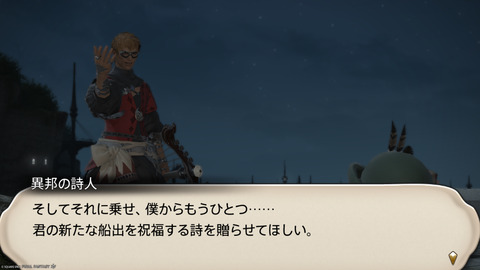 異邦の詩人
そしてそれに乗せ、僕からもうひとつ……
君の新たな船出を祝福する詩を贈らせてほしい。